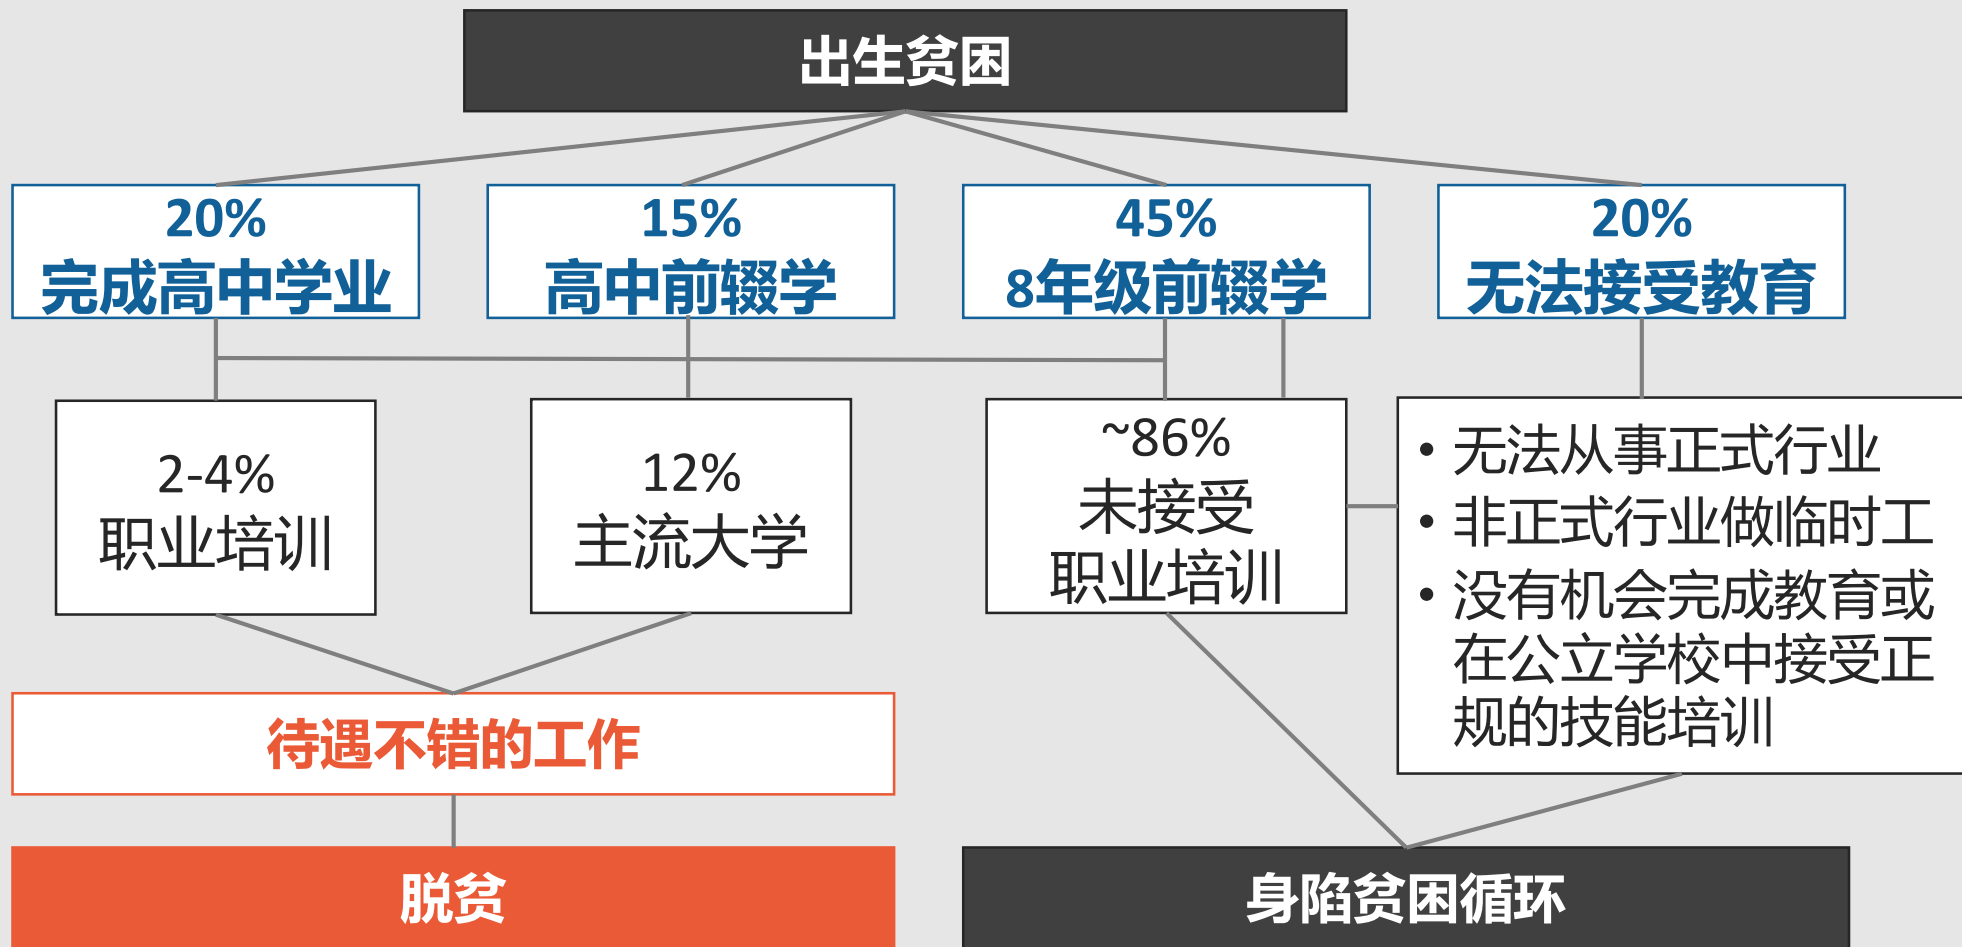 出生贫困
20%
完成高中学业
15%
高中前辍学
45%
8年级前辍学
20%
无法接受教育
2-4%
职业培训
12%
主流大学
~86%
未接受
职业培训
• 无法从事正式行业
• 非正式行业做临时工
• 没有机会完成教育或
在公立学校中接受正
规的技能培训
待遇不错的工作
脱贫
身陷贫困循环